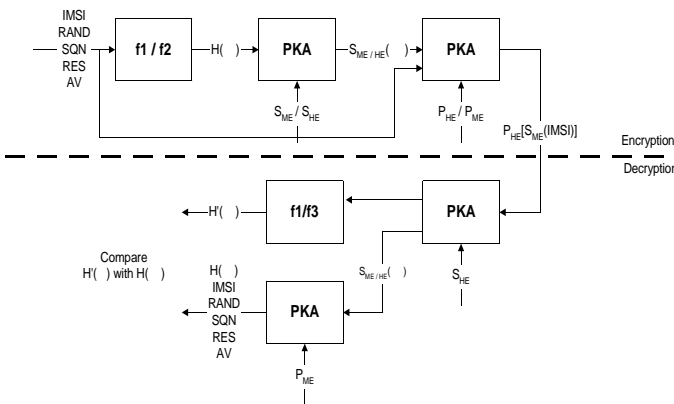 IMSI
RAND
SQN
RES
AV
f1 / f2
H( )
PKA
S_ME / HE( )
PKA
S_ME / S_HE
P_HE / P_ME
P_HE[S_ME(IMSI)]
Encryption
Decryption
H'( )
f1/f3
PKA
Compare
H'( ) with H( )
S_ME / HE( )
S_HE
H( )
IMSI
RAND
SQN
RES
AV
PKA
P_ME